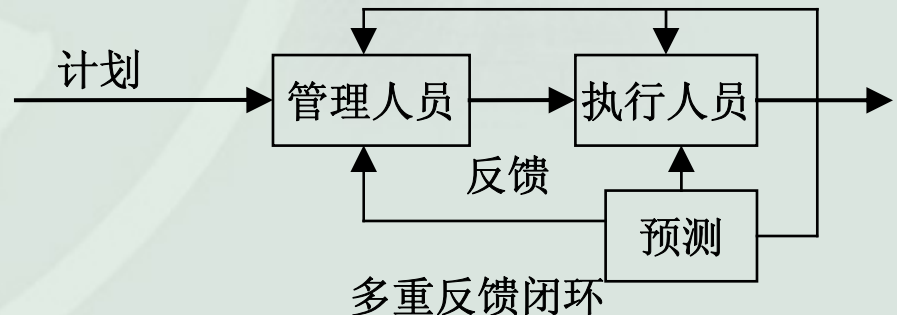 计划
管理人员
执行人员
反馈
预测
多重反馈闭环